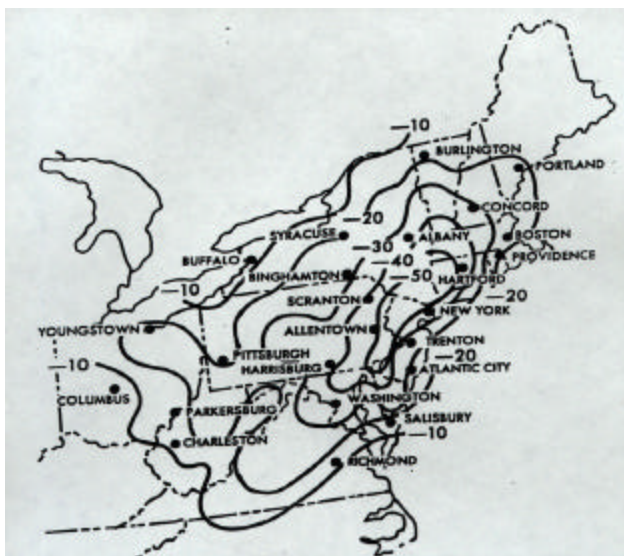 —10
BURLINGTON
PORTLAND
CONCORD
—20
SYRACUSE
ALBANY
BOSTON
—30
PROVIDENCE
BUFFALO
—40
BINGHAMTON
—50
HARTFORD
—10
SCRANTON
—20
NEW YORK
YOUNGSTOWN
ALLENTOWN
TRENTON
PITTSBURGH
—20
HARRISBURG
—10
ATLANTIC CITY
COLUMBUS
WASHINGTON
PARKERSBURG
SALISBURY
CHARLESTON
—10
RICHMOND